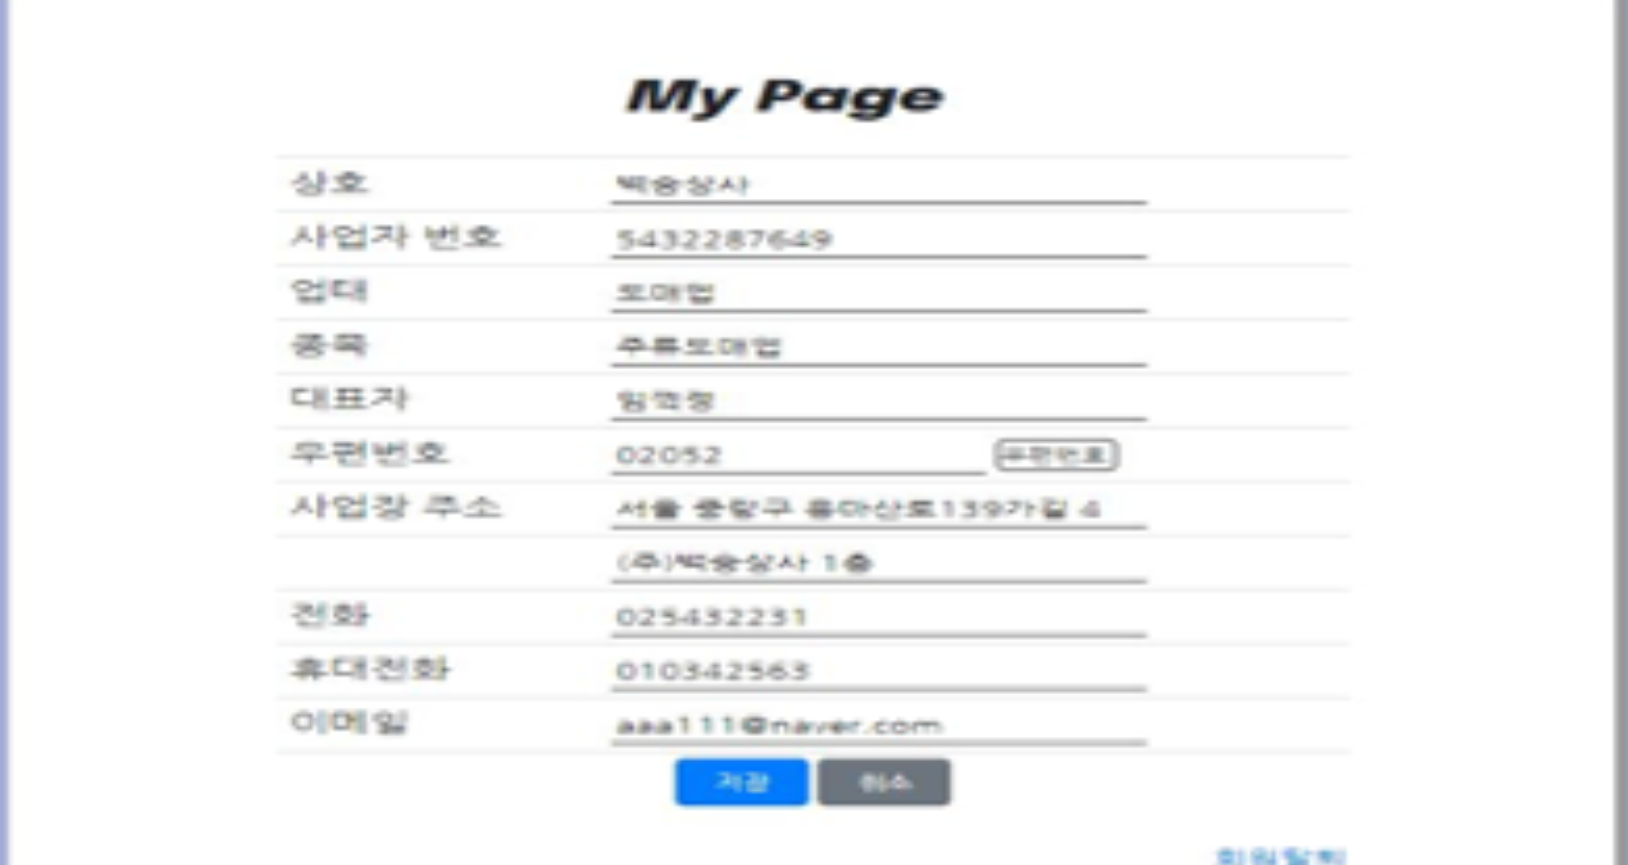 My Page
상호 백송상사
사업자 번호 5432287649
업태 도매업
종목 주류도매업
대표자 임꺽정
우편번호 02052 우편번호
사업장 주소 서울 중랑구 용마산로139가길 4
(주)백송상사 1층
전화 025432231
휴대전화 010342563
이메일 aaa111@naver.com
저장 취소
회원탈퇴